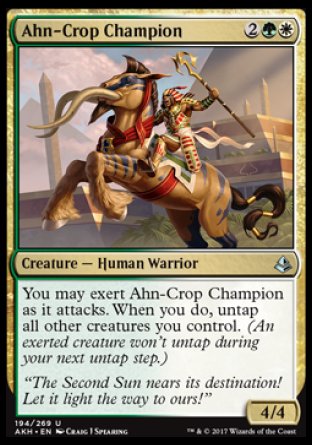 Ahn-Crop Champion 2
Creature — Human Warrior
You may exert Ahn-Crop Champion
as it attacks. When you do, untap
all other creatures you control. (An
exerted creature won't untap during
your next untap step.)
"The Second Sun nears its destination!
Let it light the way to ours!"
4/4
194/269 U
AKH • EN Craig J Spearing
™ & © 2017 Wizards of the Coast